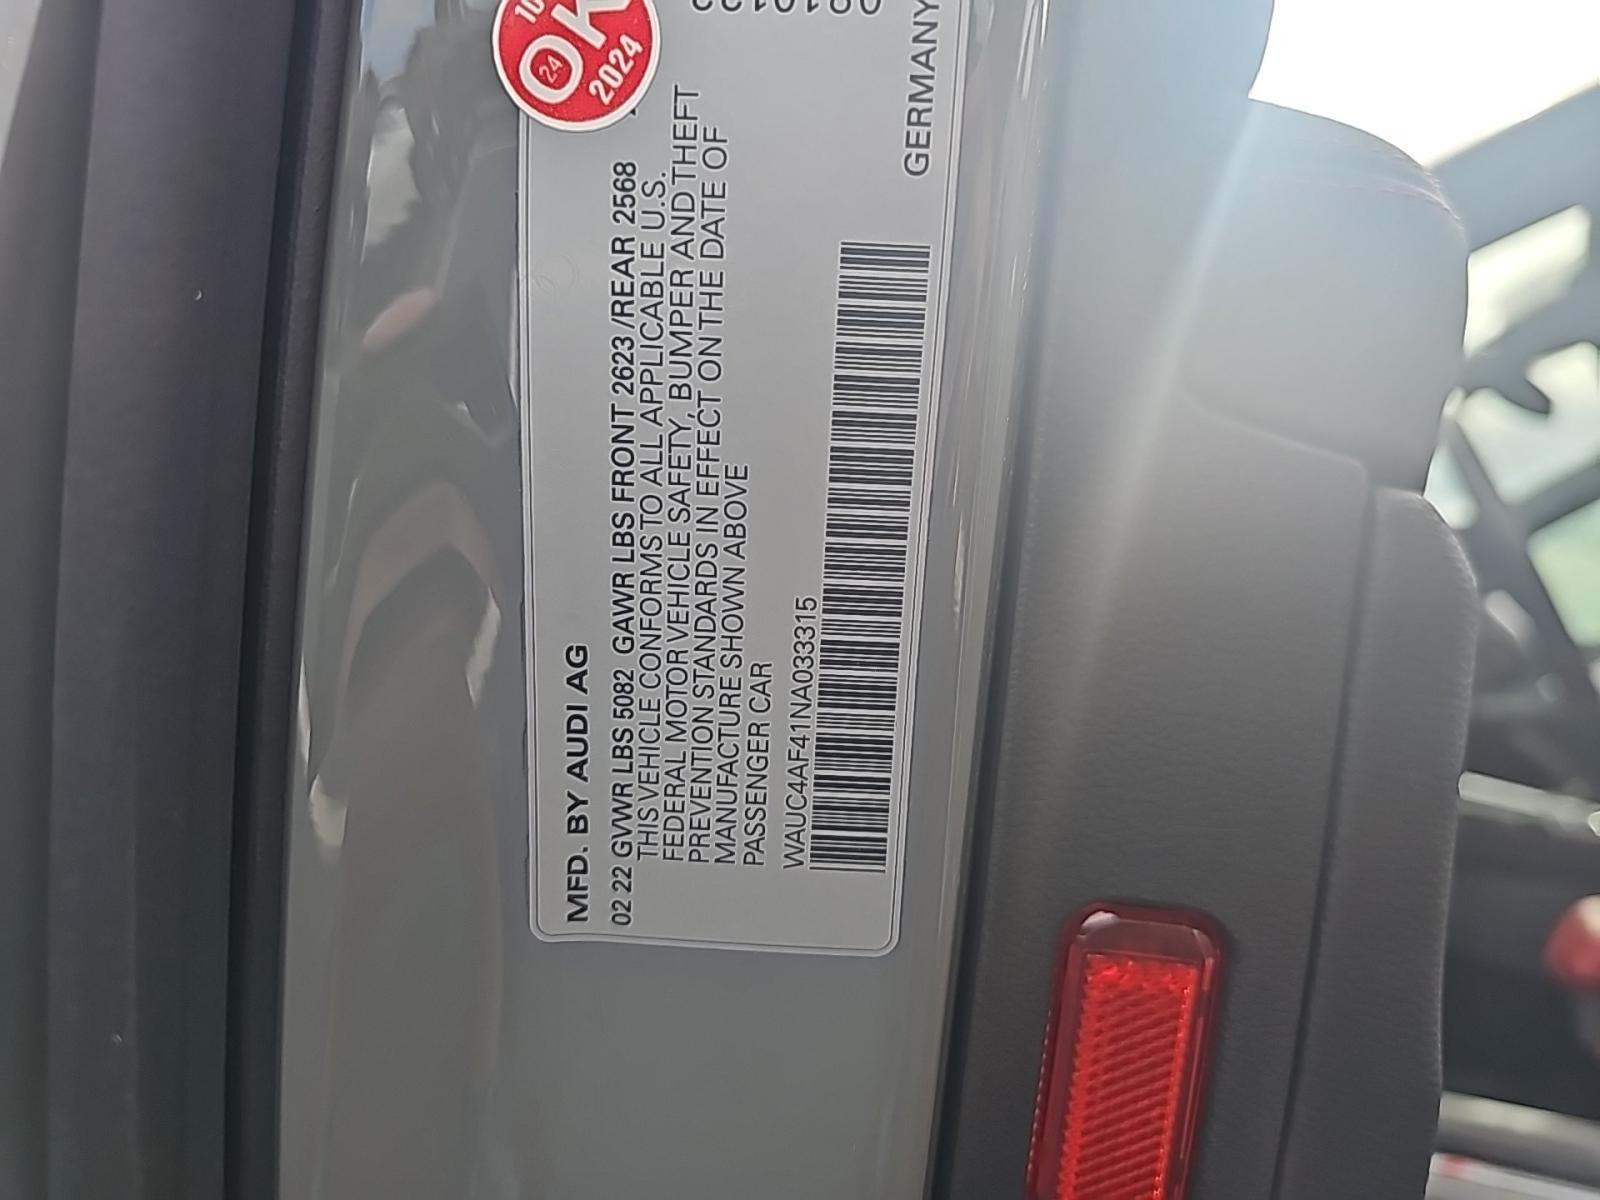 MFD. BY AUDI AG
02 22 GVWR LBS 5082 GAWR LBS FRONT 2623 /REAR 2568
THIS VEHICLE CONFORMS TO ALL APPLICABLE U.S.
FEDERAL MOTOR VEHICLE SAFETY, BUMPER AND THEFT
PREVENTION STANDARDS IN EFFECT ON THE DATE OF
MANUFACTURE SHOWN ABOVE
PASSENGER CAR
WAUC4AF41NA033315
GERMANY
10
OK
24
2024